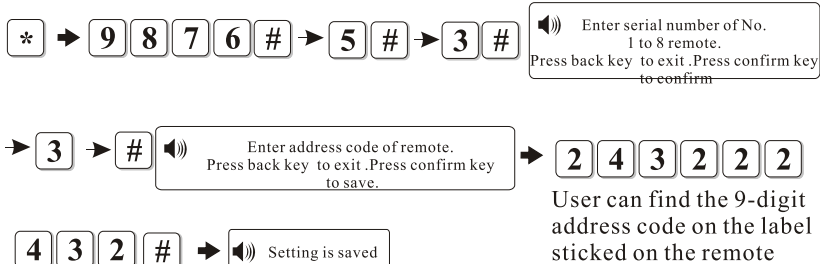 * 9 8 7 6 # 5 # 3 #
Enter serial number of No.
1 to 8 remote.
Press back key to exit .Press confirm key
to confirm
3 #
Enter address code of remote.
Press back key to exit .Press confirm key
to save.
2 4 3 2 2 2
User can find the 9-digit
address code on the label
sticked on the remote
4 3 2 #
Setting is saved